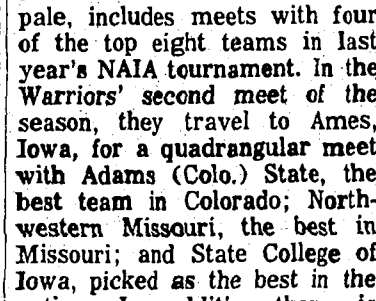 pale, includes meets with four
of the top eight teams in last
year's NAIA tournament. In the
Warriors' second meet of the
season, they travel to Ames,
Iowa, for a quadrangular meet
with Adams (Colo.) State, the
best team in Colorado; North-
western Missouri, the best in
Missouri; and State College of
Iowa, picked as the best in the